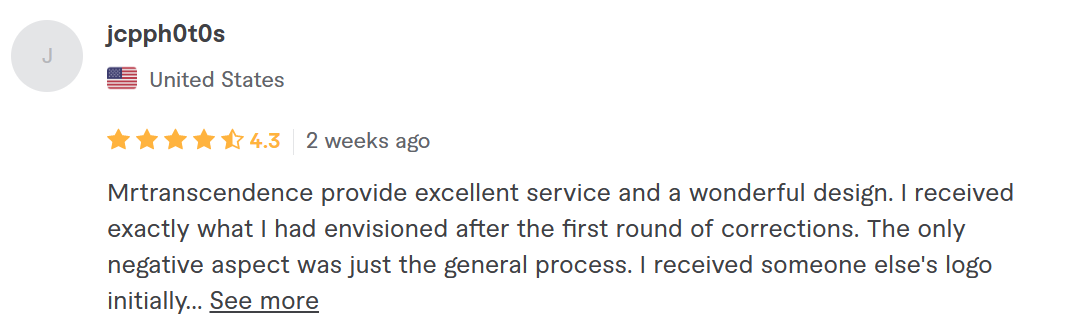 J
jcpph0t0s
United States
4.3
2 weeks ago
Mrtranscendence provide excellent service and a wonderful design. I received
exactly what I had envisioned after the first round of corrections. The only
negative aspect was just the general process. I received someone else's logo
initially... See more